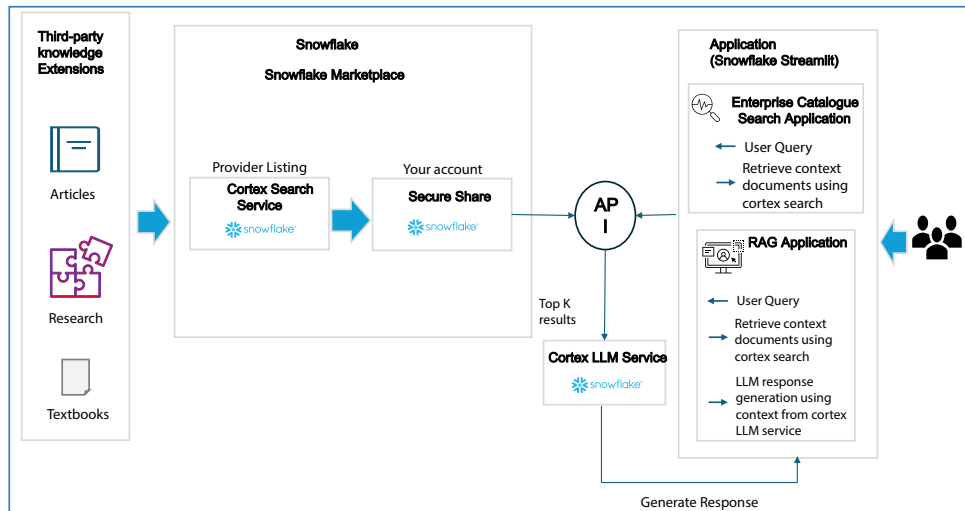 Third-party
knowledge
Extensions
Articles
Research
Textbooks
Snowflake
Snowflake Marketplace
Provider Listing
Cortex Search
Service
snowflake
Your account
Secure Share
snowflake
AP
I
Top K
results
Cortex LLM Service
snowflake
Generate Response
Application
(Snowflake Streamlit)
Enterprise Catalogue
Search Application
User Query
Retrieve context
documents using
cortex search
RAG Application
User Query
Retrieve context
documents using
cortex search
LLM response
generation using
context from cortex
LLM service